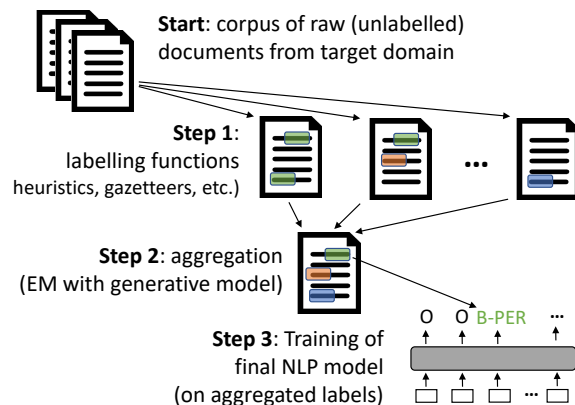 Start: corpus of raw (unlabelled)
documents from target domain
Step 1:
labelling functions
heuristics, gazetteers, etc.)
...
Step 2: aggregation
(EM with generative model)
O O B-PER ...
Step 3: Training of
final NLP model
(on aggregated labels)
...